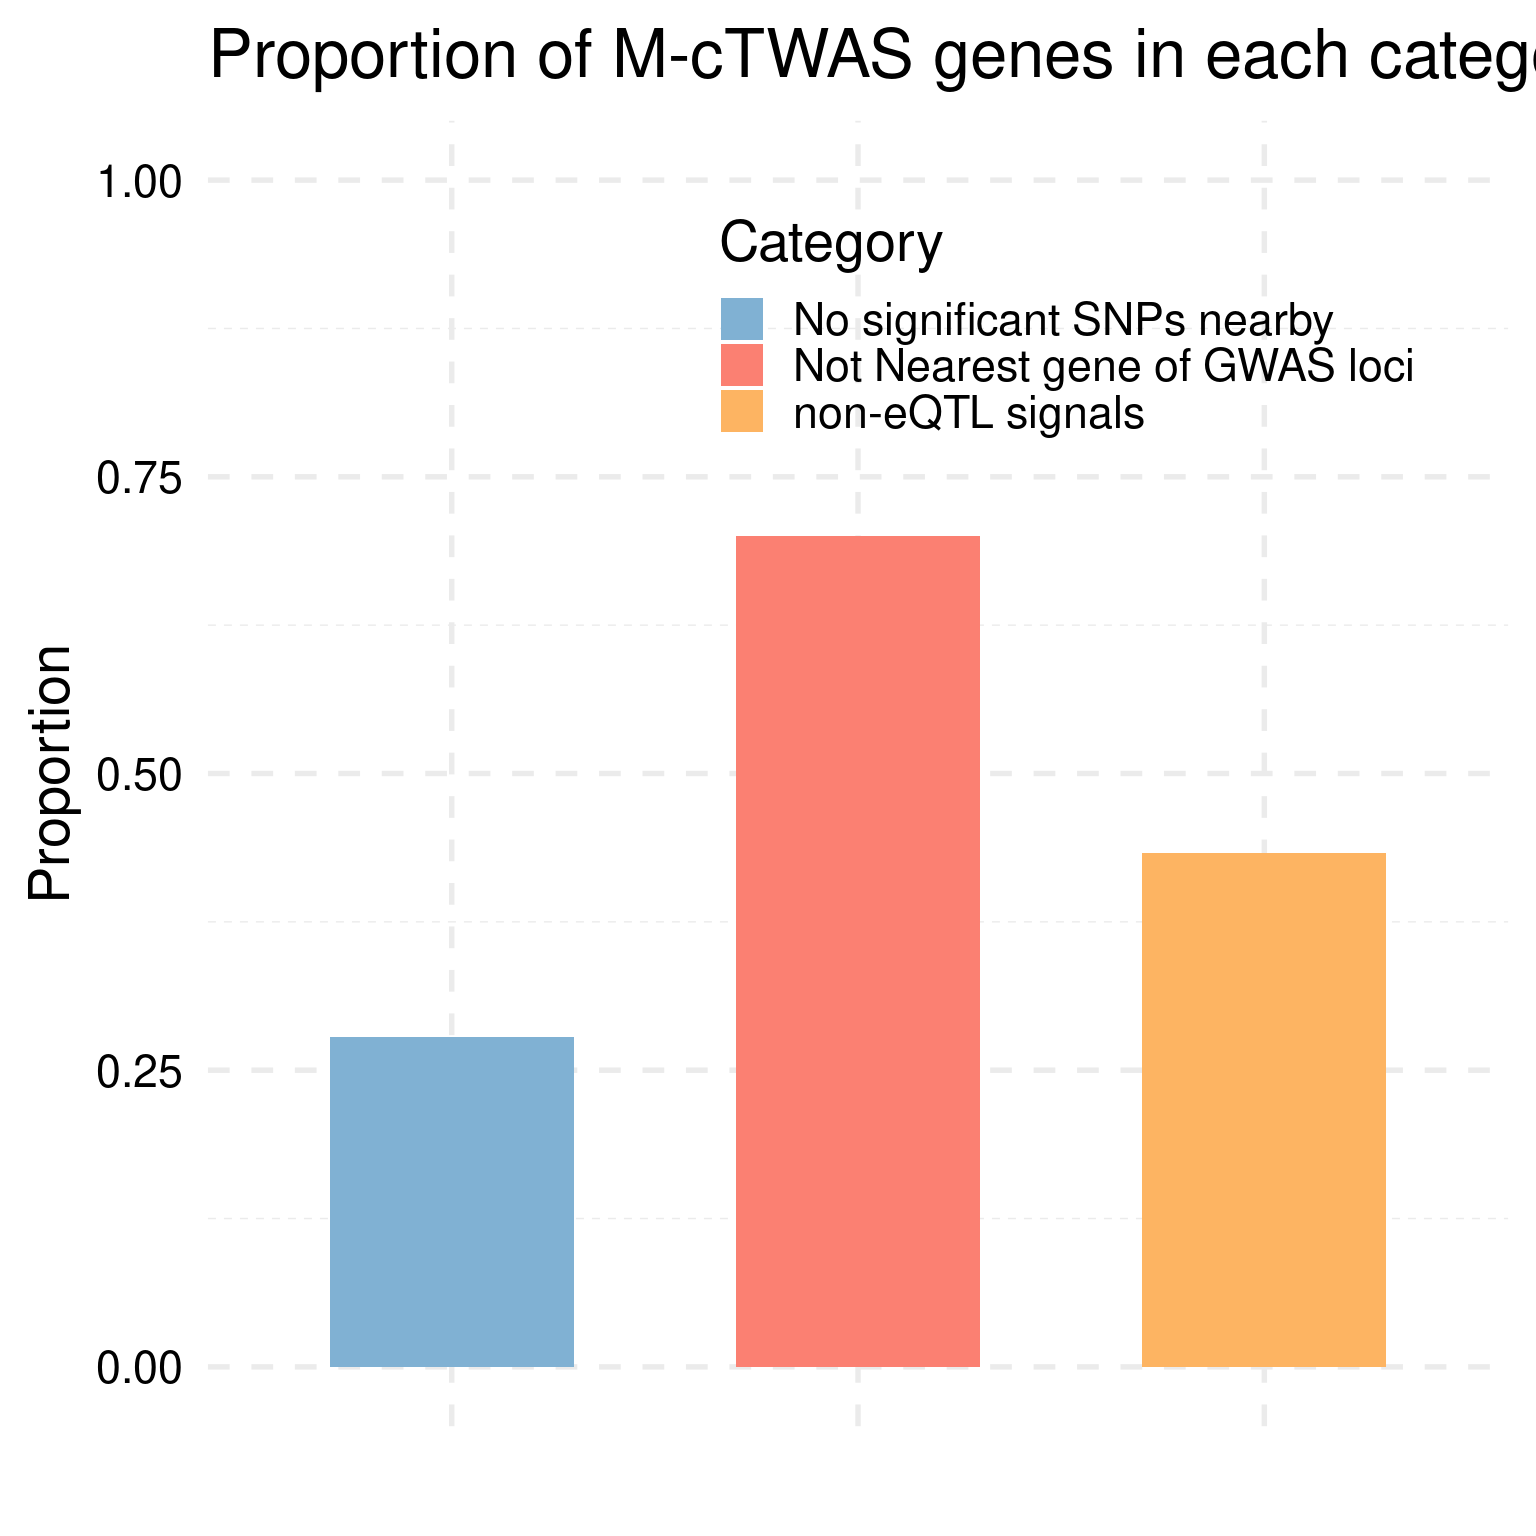 Proportion of M-cTWAS genes in each catego
1.00
Category
No significant SNPs nearby
Not Nearest gene of GWAS loci
non-eQTL signals
0.75
0.50
0.25
0.00
Proportion